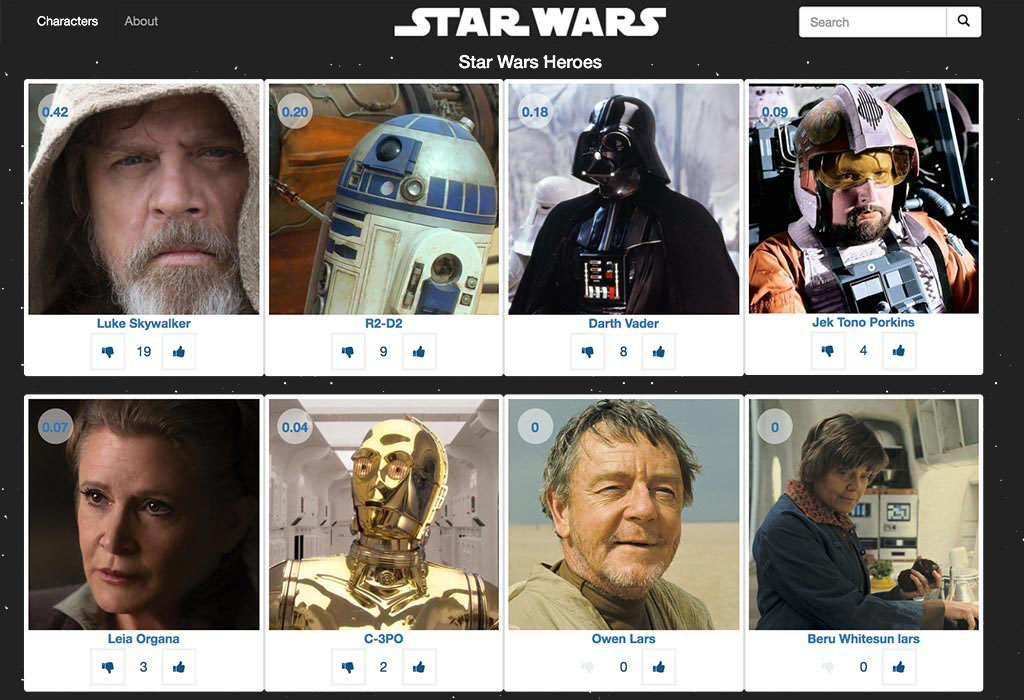 Characters
About
STAR WARS
Search
Star Wars Heroes
0.42
0.20
0.18
0.09
Luke Skywalker
R2-D2
Darth Vader
Jek Tono Porkins
19
9
8
4
0.07
0.04
0
0
Leia Organa
C-3PO
Owen Lars
Beru Whitesun lars
3
2
0
0